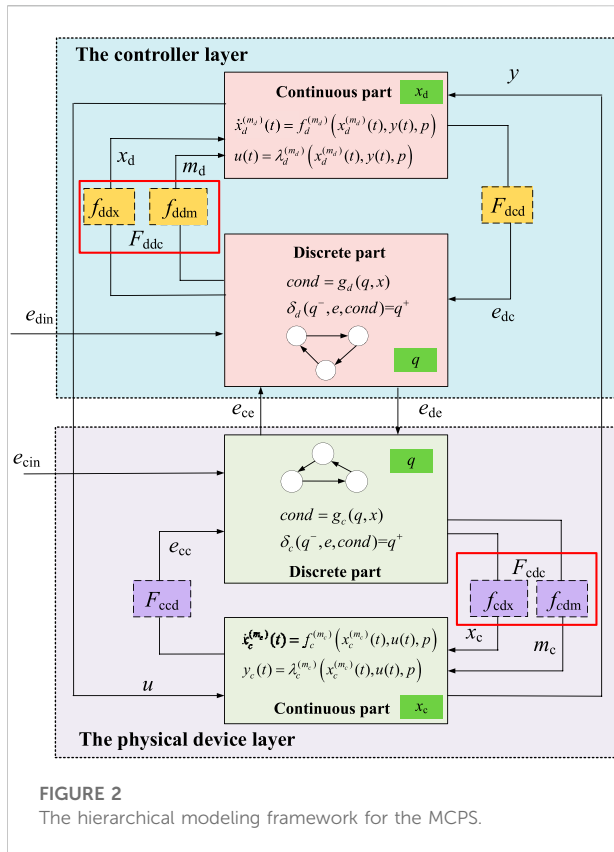 The controller layer
y
Continuous part
x_d
ẋ_d^(m_d)(t) = f_d^(m_d)(x_d^(m_d)(t), y(t), p)
u(t) = λ_d^(m_d)(x_d^(m_d)(t), y(t), p)
x_d
m_d
f_ddx
f_ddm
F_ddc
F_dcd
Discrete part
cond = g_d(q, x)
δ_d(q⁻, e, cond)=q⁺
e_din
e_dc
q
e_ce
e_de
e_cin
q
cond = g_c(q, x)
δ_c(q⁻, e, cond)=q⁺
Discrete part
e_cc
F_ccd
F_cdc
f_cdx
f_cdm
x_c
m_c
ẋ_c^(m_c)(t) = f_c^(m_c)(x_c^(m_c)(t), u(t), p)
y_c(t) = λ_c^(m_c)(x_c^(m_c)(t), u(t), p)
u
Continuous part
x_c
The physical device layer
FIGURE 2
The hierarchical modeling framework for the MCPS.